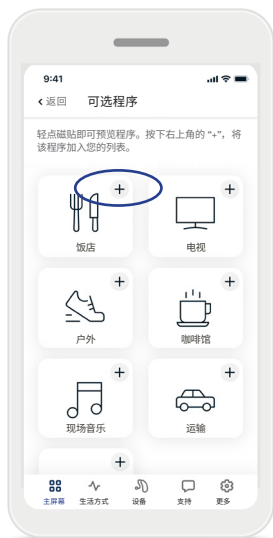 9:41
返回 可选程序
轻点磁贴即可预览程序。按下右上角的 “+”，将
该程序加入您的列表。
饭店 电视
户外 咖啡馆
现场音乐 运输
主屏幕 生活方式 设备 支持 更多